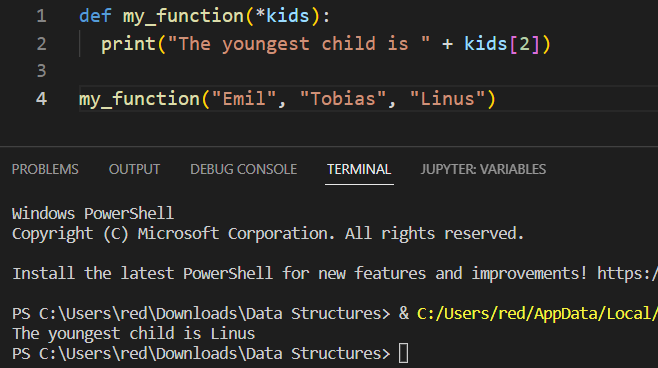 1 def my_function(*kids):
2   print("The youngest child is " + kids[2])
3
4 my_function("Emil", "Tobias", "Linus")
PROBLEMS OUTPUT DEBUG CONSOLE TERMINAL JUPYTER: VARIABLES
Windows PowerShell
Copyright (C) Microsoft Corporation. All rights reserved.
Install the latest PowerShell for new features and improvements! https:/
PS C:\Users\red\Downloads\Data Structures> & C:/Users/red/AppData/Local/
The youngest child is Linus
PS C:\Users\red\Downloads\Data Structures>